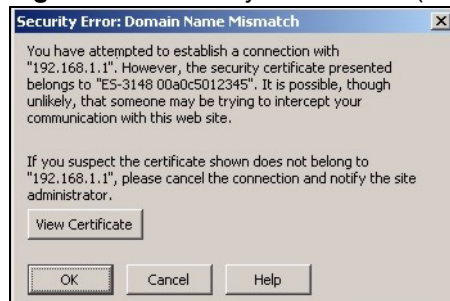 Security Error: Domain Name Mismatch
You have attempted to establish a connection with
"192.168.1.1". However, the security certificate presented
belongs to "ES-3148 00a0c5012345". It is possible, though
unlikely, that someone may be trying to intercept your
communication with this web site.
If you suspect the certificate shown does not belong to
"192.168.1.1", please cancel the connection and notify the site
administrator.
View Certificate
OK Cancel Help